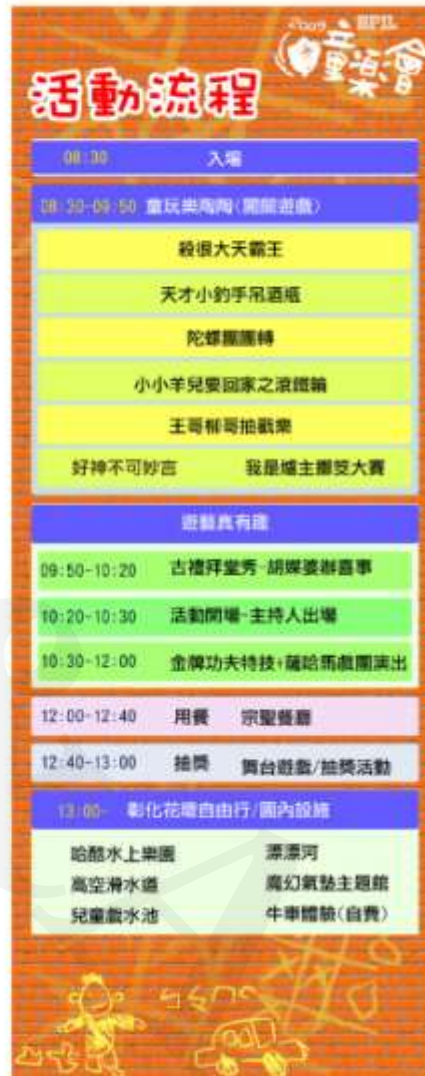 2009 HPIL
童樂會
活動流程
08:30 入場
08:30-09:50 童玩樂陶陶(闖關遊戲)
殺很大天霸王
天才小釣手吊酒瓶
陀螺團團轉
小小羊兒要回家之滾鐵輪
王哥柳哥抽戳樂
好神不可妙言 我是爐主擲筊大賽
遊藝真有趣
09:50-10:20 古禮拜堂秀-胡媒婆辦喜事
10:20-10:30 活動開場-主持人出場
10:30-12:00 金牌功夫特技+薩哈馬戲團演出
12:00-12:40 用餐 宗聖餐廳
12:40-13:00 抽獎 舞台遊戲/抽獎活動
13:00- 彰化花壇自由行/園內設施
哈酷水上樂園 漂漂河
高空滑水道 魔幻氣墊主題館
兒童戲水池 牛車體驗(自費)
ㄅㄆㄇㄈ